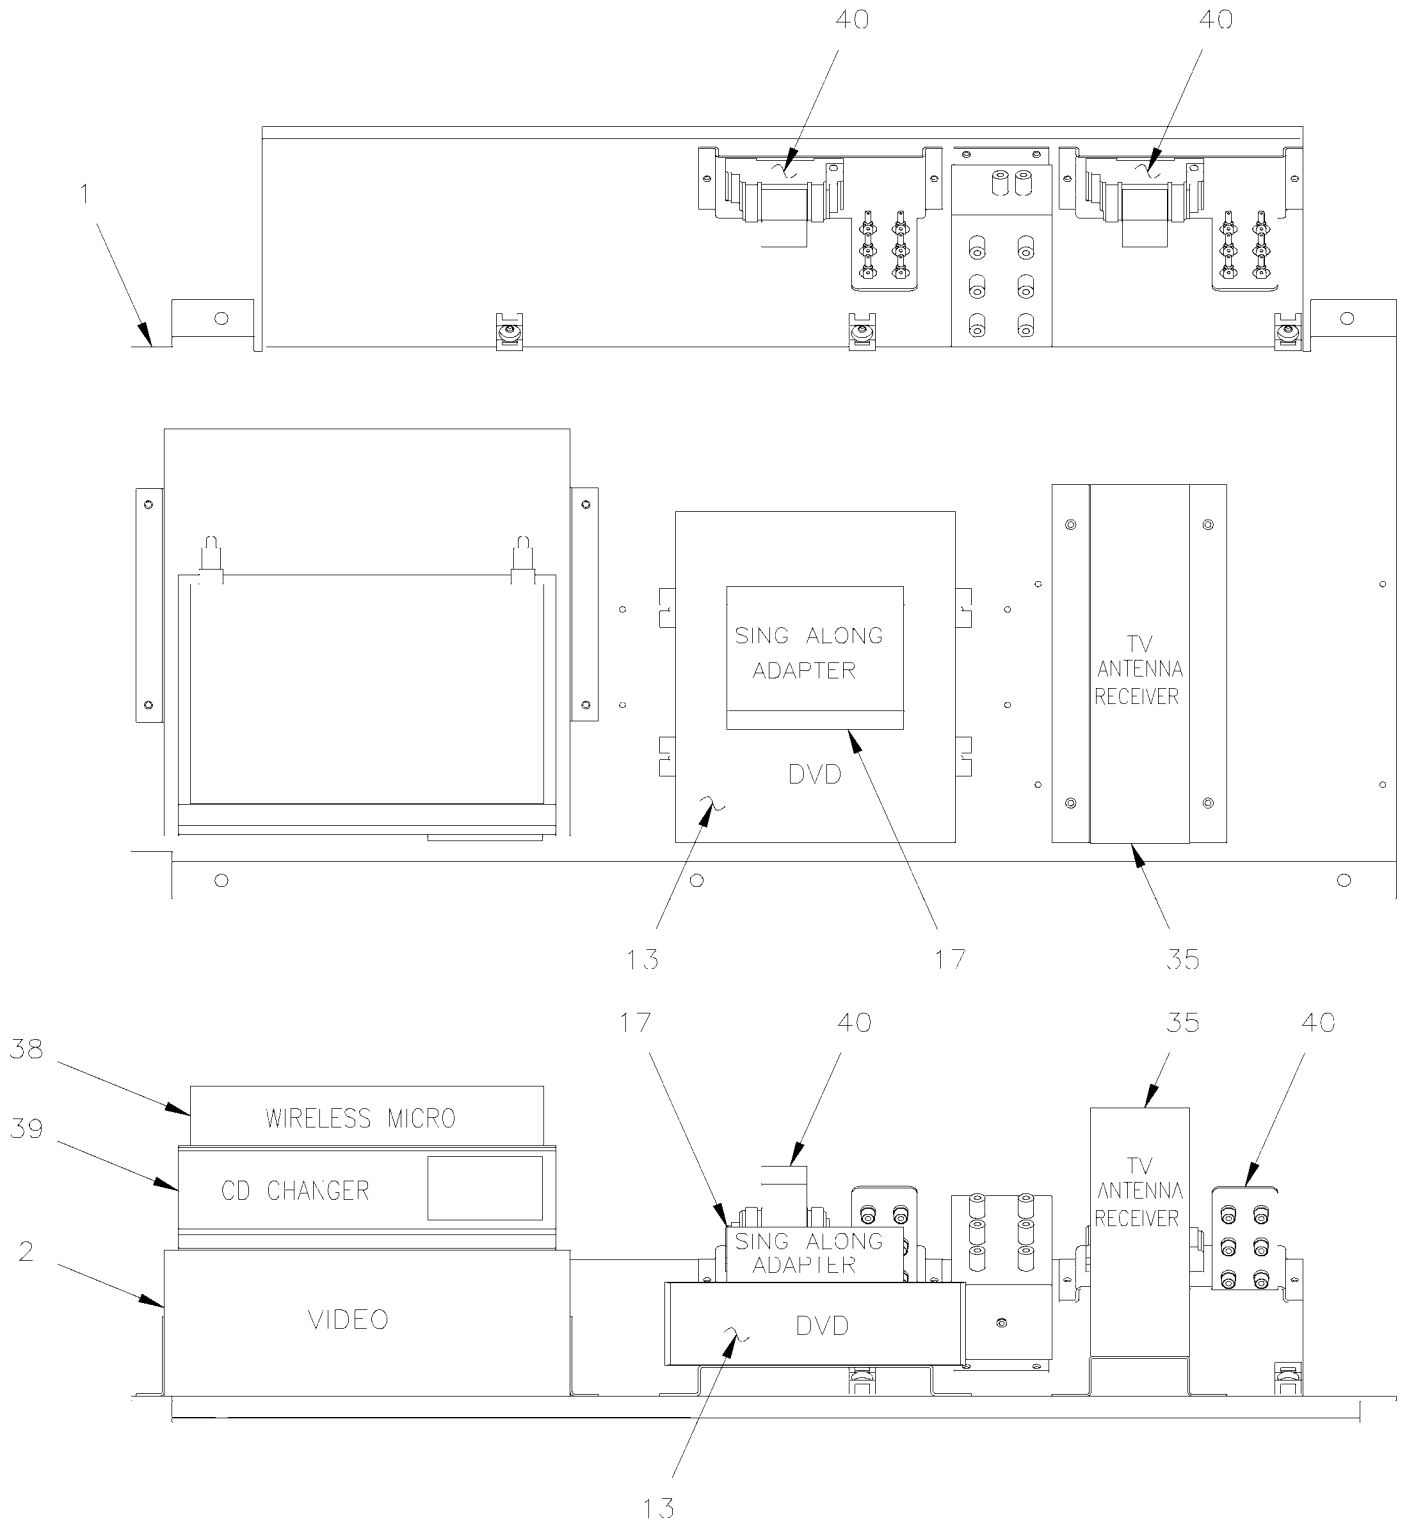 40
40
1
SING ALONG
ADAPTER
DVD
TV
ANTENNA
RECEIVER
13
17
35
17
40
35
40
38
WIRELESS MICRO
39
CD CHANGER
2
VIDEO
SING ALONG
ADAPTER
DVD
TV
ANTENNA
RECEIVER
13